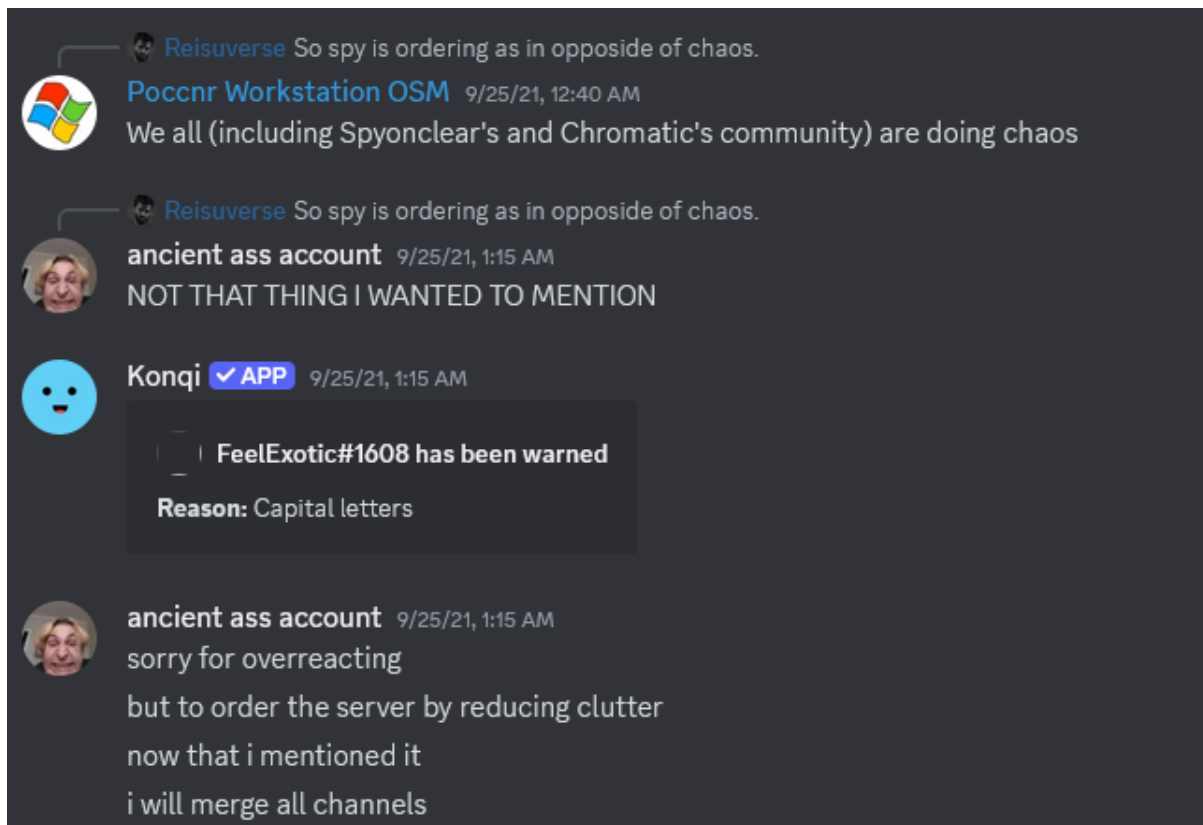 Reisuverse So spy is ordering as in opposide of chaos.
Poccnr Workstation OSM 9/25/21, 12:40 AM
We all (including Spyonclear's and Chromatic's community) are doing chaos
Reisuverse So spy is ordering as in opposide of chaos.
ancient ass account 9/25/21, 1:15 AM
NOT THAT THING I WANTED TO MENTION
Konqi APP 9/25/21, 1:15 AM
FeelExotic#1608 has been warned
Reason: Capital letters
ancient ass account 9/25/21, 1:15 AM
sorry for overreacting
but to order the server by reducing clutter
now that i mentioned it
i will merge all channels